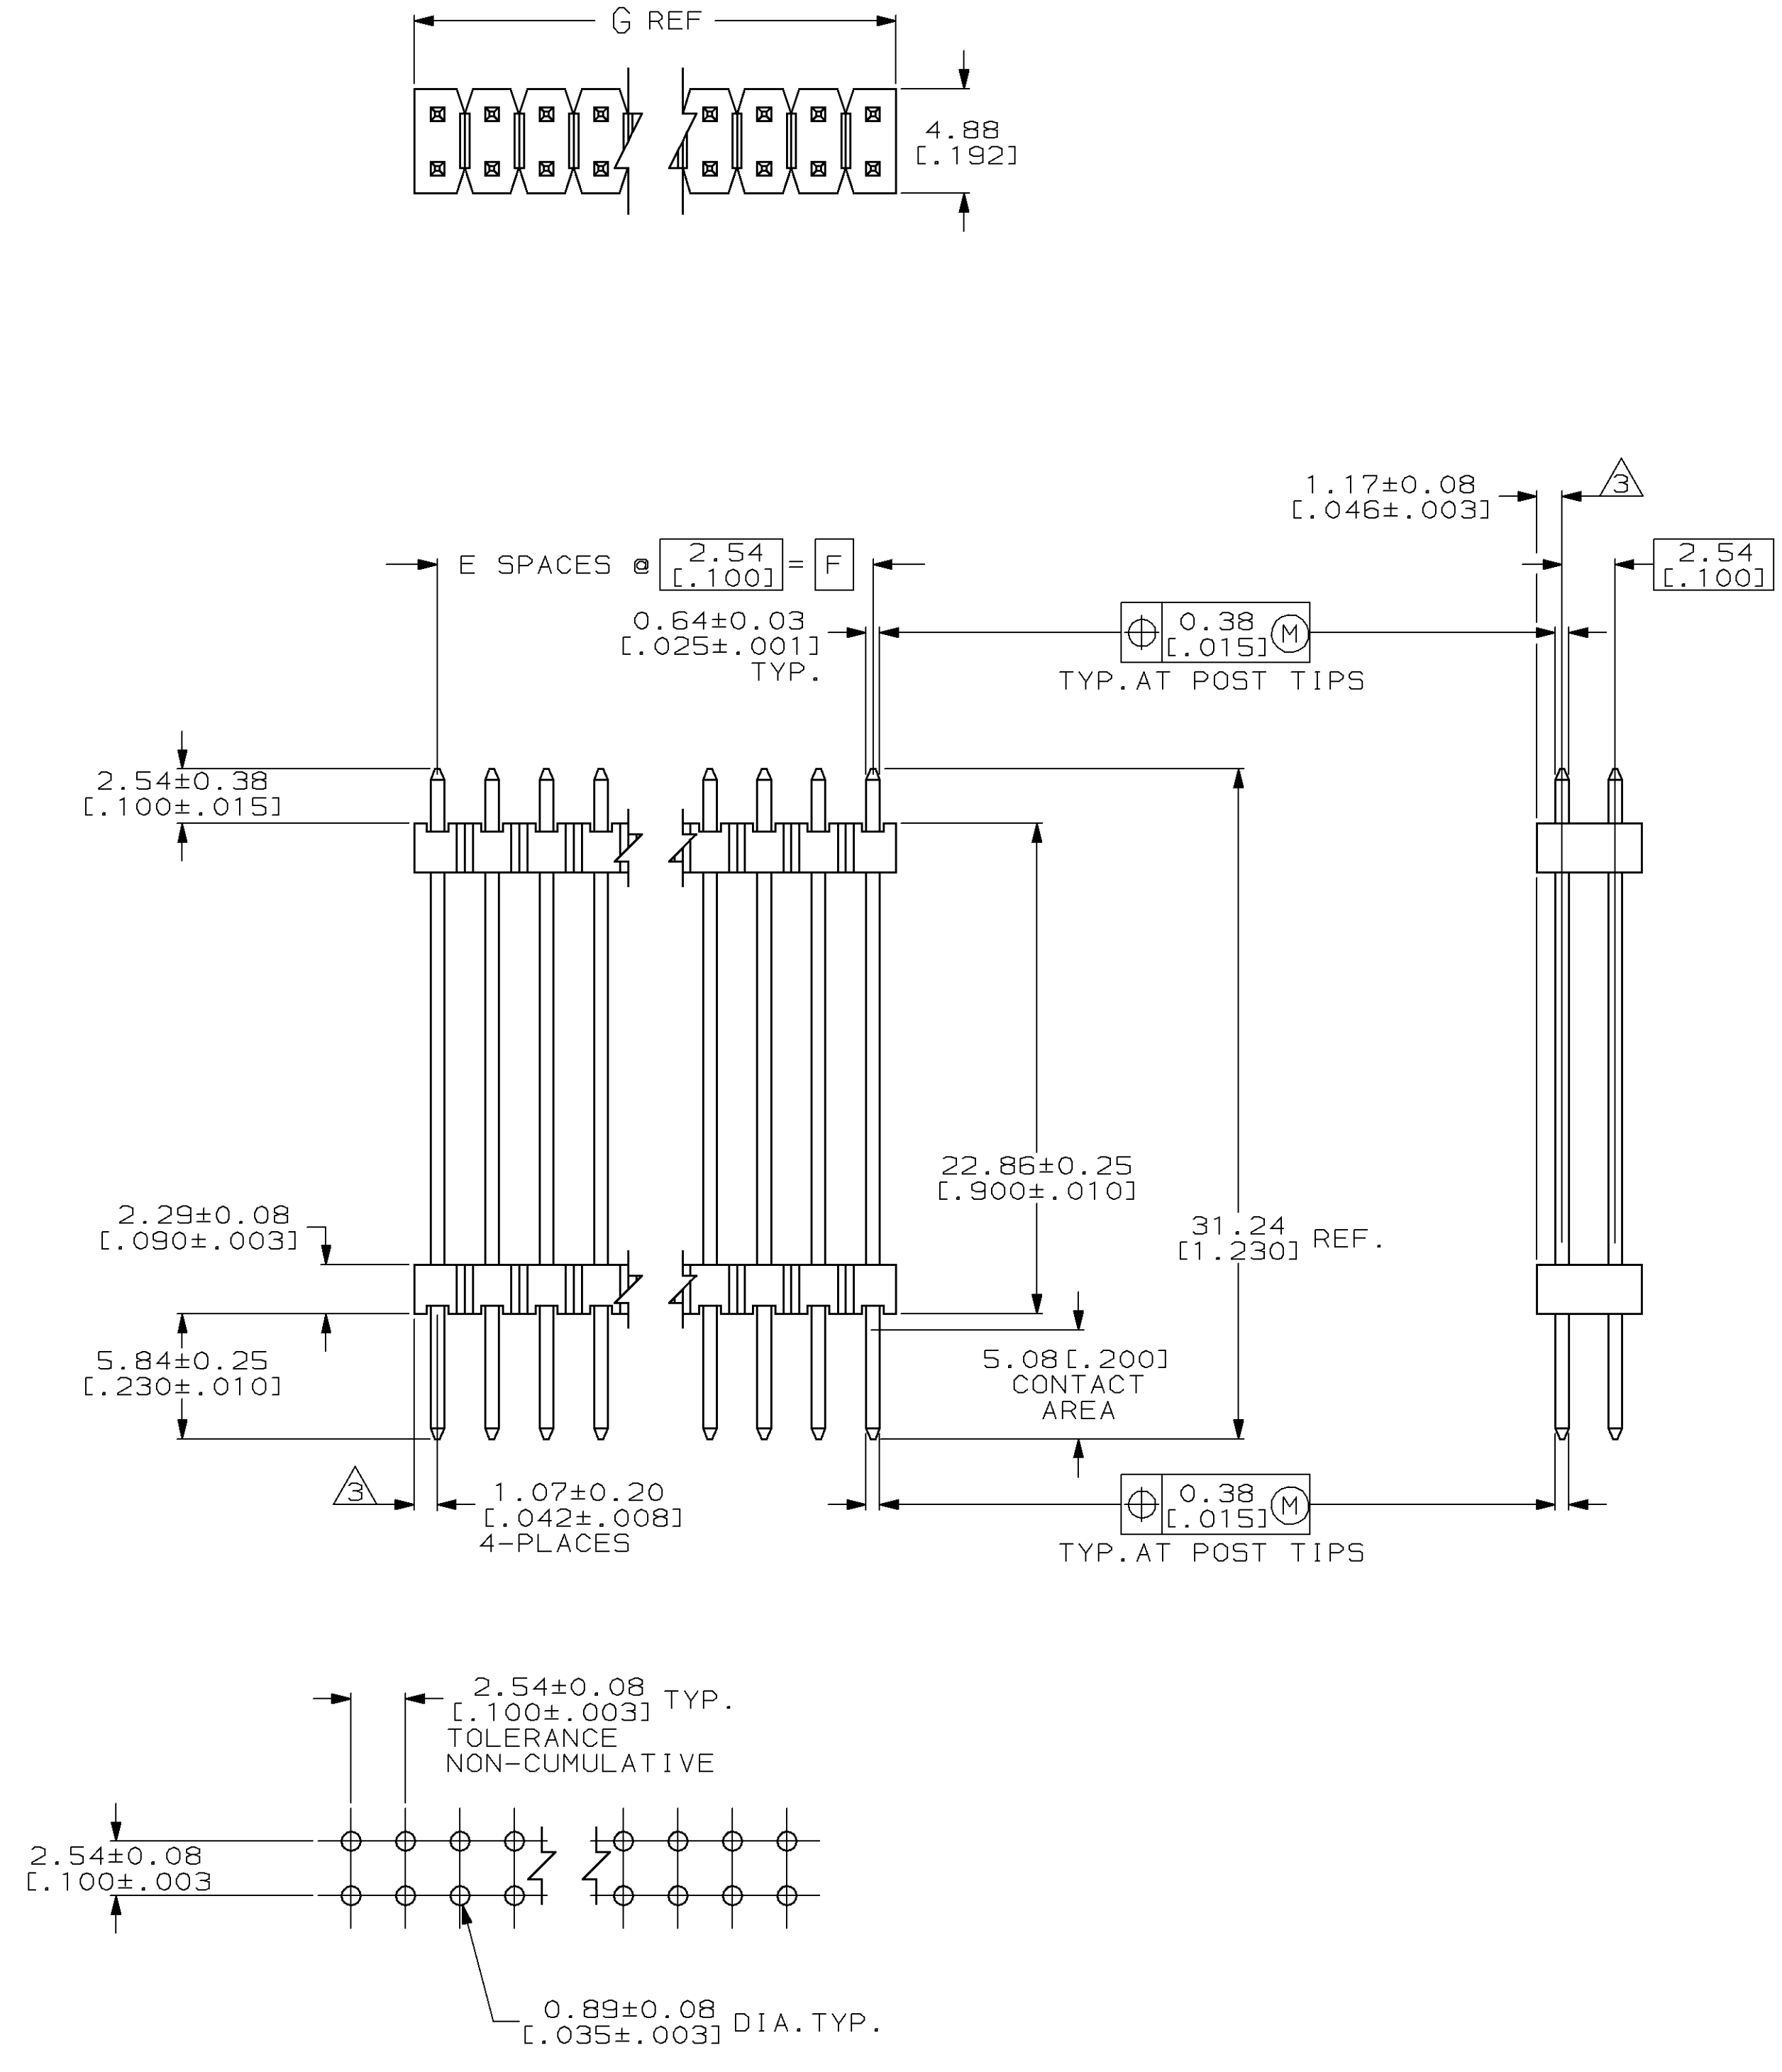 G REF
4.88
[.192]
1.17±0.08
[.046±.003]
3
E SPACES @ 2.54 = F
[.100]
2.54
[.100]
0.64±0.03
[.025±.001]
TYP.
0.38 M
[.015]
TYP.AT POST TIPS
2.54±0.38
[.100±.015]
22.86±0.25
[.900±.010]
2.29±0.08
[.090±.003]
31.24 REF.
[1.230]
5.84±0.25
[.230±.010]
5.08[.200]
CONTACT
AREA
3
1.07±0.20
[.042±.008]
4-PLACES
0.38 M
[.015]
TYP.AT POST TIPS
2.54±0.08 TYP.
[.100±.003]
TOLERANCE
NON-CUMULATIVE
2.54±0.08
[.100±.003
0.89±0.08 DIA.TYP.
[.035±.003]